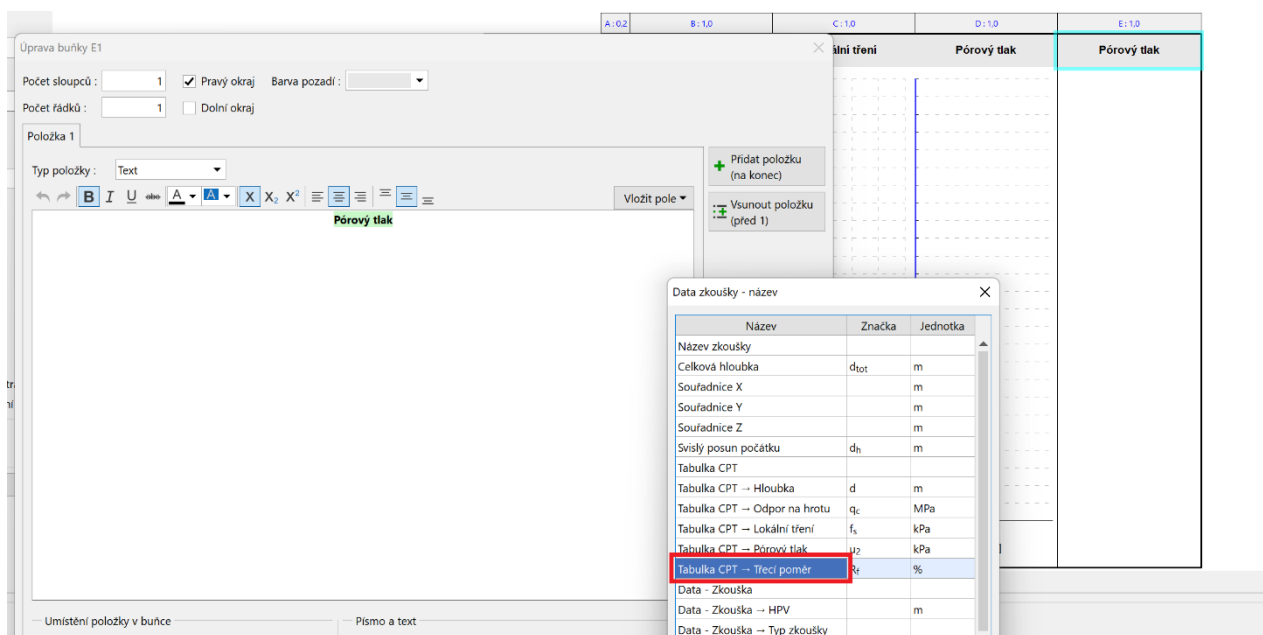 A : 0,2 B : 1,0 C : 1,0 D : 1,0 E : 1,0
Úprava buňky E1
ální tření Pórový tlak Pórový tlak
Počet sloupců : 1 Pravý okraj Barva pozadí :
Počet řádků : 1 Dolní okraj
Položka 1
Typ položky : Text
Přidat položku
(na konec)
B I U abc A A X X2 X2 Vložit pole
Vsunout položku
(před 1)
Pórový tlak
Data zkoušky - název
Název Značka Jednotka
Název zkoušky
Celková hloubka dtot m
Souřadnice X m
Souřadnice Y m
Souřadnice Z m
Svislý posun počátku dh m
Tabulka CPT
Tabulka CPT → Hloubka d m
Tabulka CPT → Odpor na hrotu qc MPa
Tabulka CPT → Lokální tření fs kPa
Tabulka CPT → Pórový tlak u2 kPa
Tabulka CPT → Třecí poměr Rf %
Data - Zkouška
Data - Zkouška → HPV m
Data - Zkouška → Typ zkoušky
Umístění položky v buňce Písmo a text